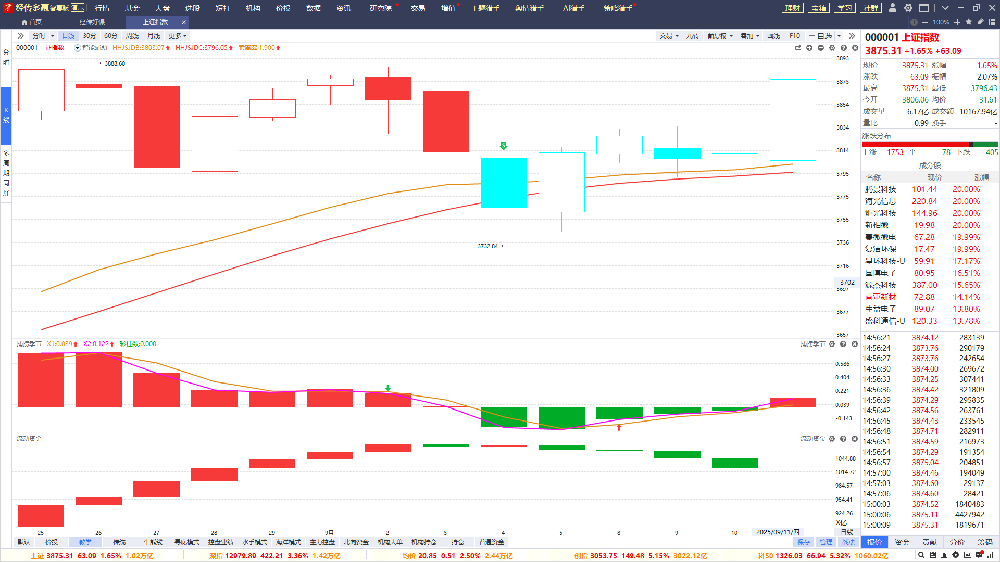 经传多赢 智尊版 演示 行情 基金 大盘 选股 短打 机构 价投 数据 资讯 研究院 交易 增值 主题猎手 舆情猎手 AI猎手 策略猎手 理财 宝箱 学习 社群
首页 经传好课 上证指数 × 100%
分时 日线 30分 60分 周线 月线 更多 交易 九转 前复权 叠加 画线 F10 一自选
000001 上证指数 智能辅助 HHJSJDB:3803.07 HHJSJDC:3796.05 乖离率:1.900
分时
K线
多周期同屏
3888.60
S
3732.84
3893
3873
3854
3834
3814
3795
3775
3755
3736
3716
3702
3697
3677
3657
捕捞季节 X1:0.039 X2:0.122 彩柱数:0.000 捕捞季节
0.586
0.404
0.221
0.039
-0.143
流动资金 流动资金
1044.88
1014.72
984.57
954.41
924.26
X亿
25 26 27 28 29 9月 2 3 4 5 8 9 10 2025/09/11/四 日线
默认 价投 教学 传统 牛能线 寻底模式 控盘业绩 水手模式 海洋模式 主力控盘 北向资金 机构大单 机构持仓 持仓 普通资金 保存 管理 战法
000001 上证指数
3875.31 +1.65% +63.09
现价 3875.31 涨幅 1.65%
涨跌 63.09 振幅 2.07%
最高 3875.31 最低 3796.43
今开 3806.06 均价 31.61
成交量 6.17亿 成交额 10167.94亿
量比 0.99 换手 -
涨跌分布
上涨 1753 平 78 下跌 405
成分股
名称 现价 涨幅
腾景科技 101.44 20.00%
海光信息 220.84 20.00%
炬光科技 144.96 20.00%
新相微 19.98 20.00%
赛微微电 67.28 19.99%
复洁环保 17.47 19.99%
星环科技-U 59.91 17.17%
国博电子 80.95 16.51%
源杰科技 387.00 15.65%
南亚新材 72.88 14.14%
生益电子 89.07 13.80%
盛科通信-U 120.33 13.78%
14:56:21 3874.12 283139
14:56:24 3873.76 290179
14:56:27 3873.76 242654
14:56:30 3874.00 269672
14:56:33 3874.25 307441
14:56:36 3874.42 321809
14:56:39 3874.29 295835
14:56:42 3874.56 263761
14:56:45 3874.43 233545
14:56:48 3874.71 282911
14:56:51 3874.59 216973
14:56:54 3874.29 191354
14:56:57 3875.04 204851
14:57:00 3874.46 194049
14:57:03 3874.60 29137
14:57:06 3874.60 28421
15:00:03 3874.52 1840483
15:00:06 3875.11 4427942
15:00:09 3875.31 1819671
报价 资金 贡献 分价 筹码
上证 3875.31 63.09 1.65% 1.02万亿 深指 12979.89 422.21 3.36% 1.42万亿 均价 20.85 0.51 2.50% 2.44万亿 创指 3053.75 149.48 5.15% 3022.12亿 科50 1326.03 66.94 5.32% 1060.02亿